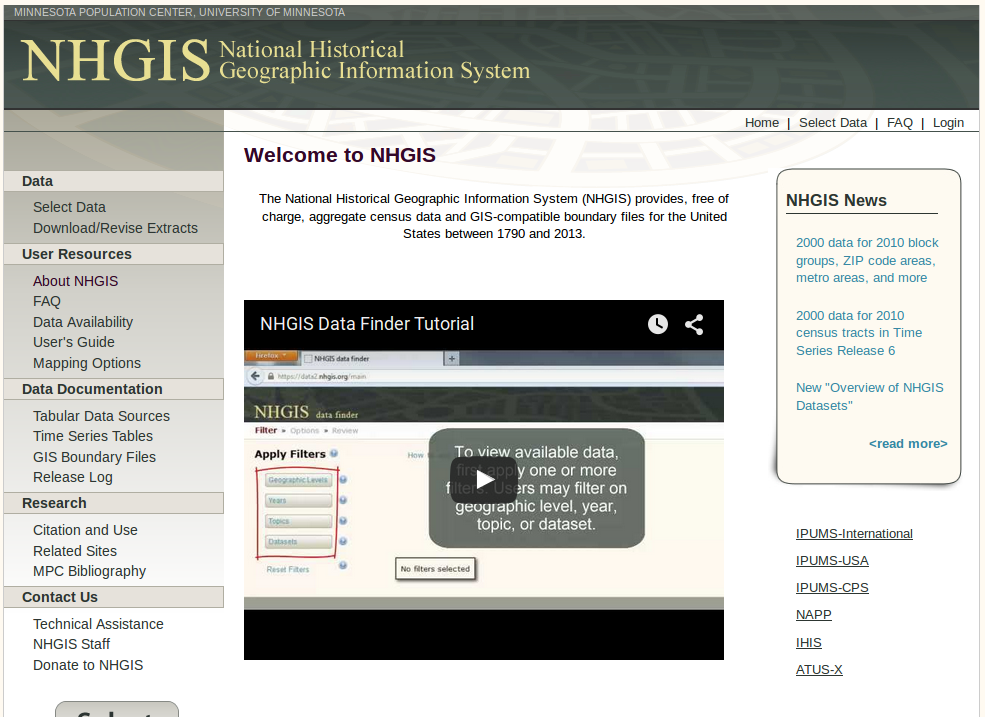 MINNESOTA POPULATION CENTER, UNIVERSITY OF MINNESOTA
NHGIS National Historical
Geographic Information System
Home | Select Data | FAQ | Login
Data
Select Data
Download/Revise Extracts
User Resources
About NHGIS
FAQ
Data Availability
User's Guide
Mapping Options
Data Documentation
Tabular Data Sources
Time Series Tables
GIS Boundary Files
Release Log
Research
Citation and Use
Related Sites
MPC Bibliography
Contact Us
Technical Assistance
NHGIS Staff
Donate to NHGIS
Welcome to NHGIS
The National Historical Geographic Information System (NHGIS) provides, free of
charge, aggregate census data and GIS-compatible boundary files for the United
States between 1790 and 2013.
NHGIS Data Finder Tutorial
Firefox
NHGIS data finder
https://data2.nhgis.org/main
NHGIS data finder
Filter » Options » Review
Apply Filters
How
Geographic Levels
Years
Topics
Datasets
Reset Filters
To view available data,
first apply one or more
filters. Users may filter on
geographic level, year,
topic, or dataset.
No filters selected
NHGIS News
2000 data for 2010 block
groups, ZIP code areas,
metro areas, and more
2000 data for 2010
census tracts in Time
Series Release 6
New "Overview of NHGIS
Datasets"
<read more>
IPUMS-International
IPUMS-USA
IPUMS-CPS
NAPP
IHIS
ATUS-X